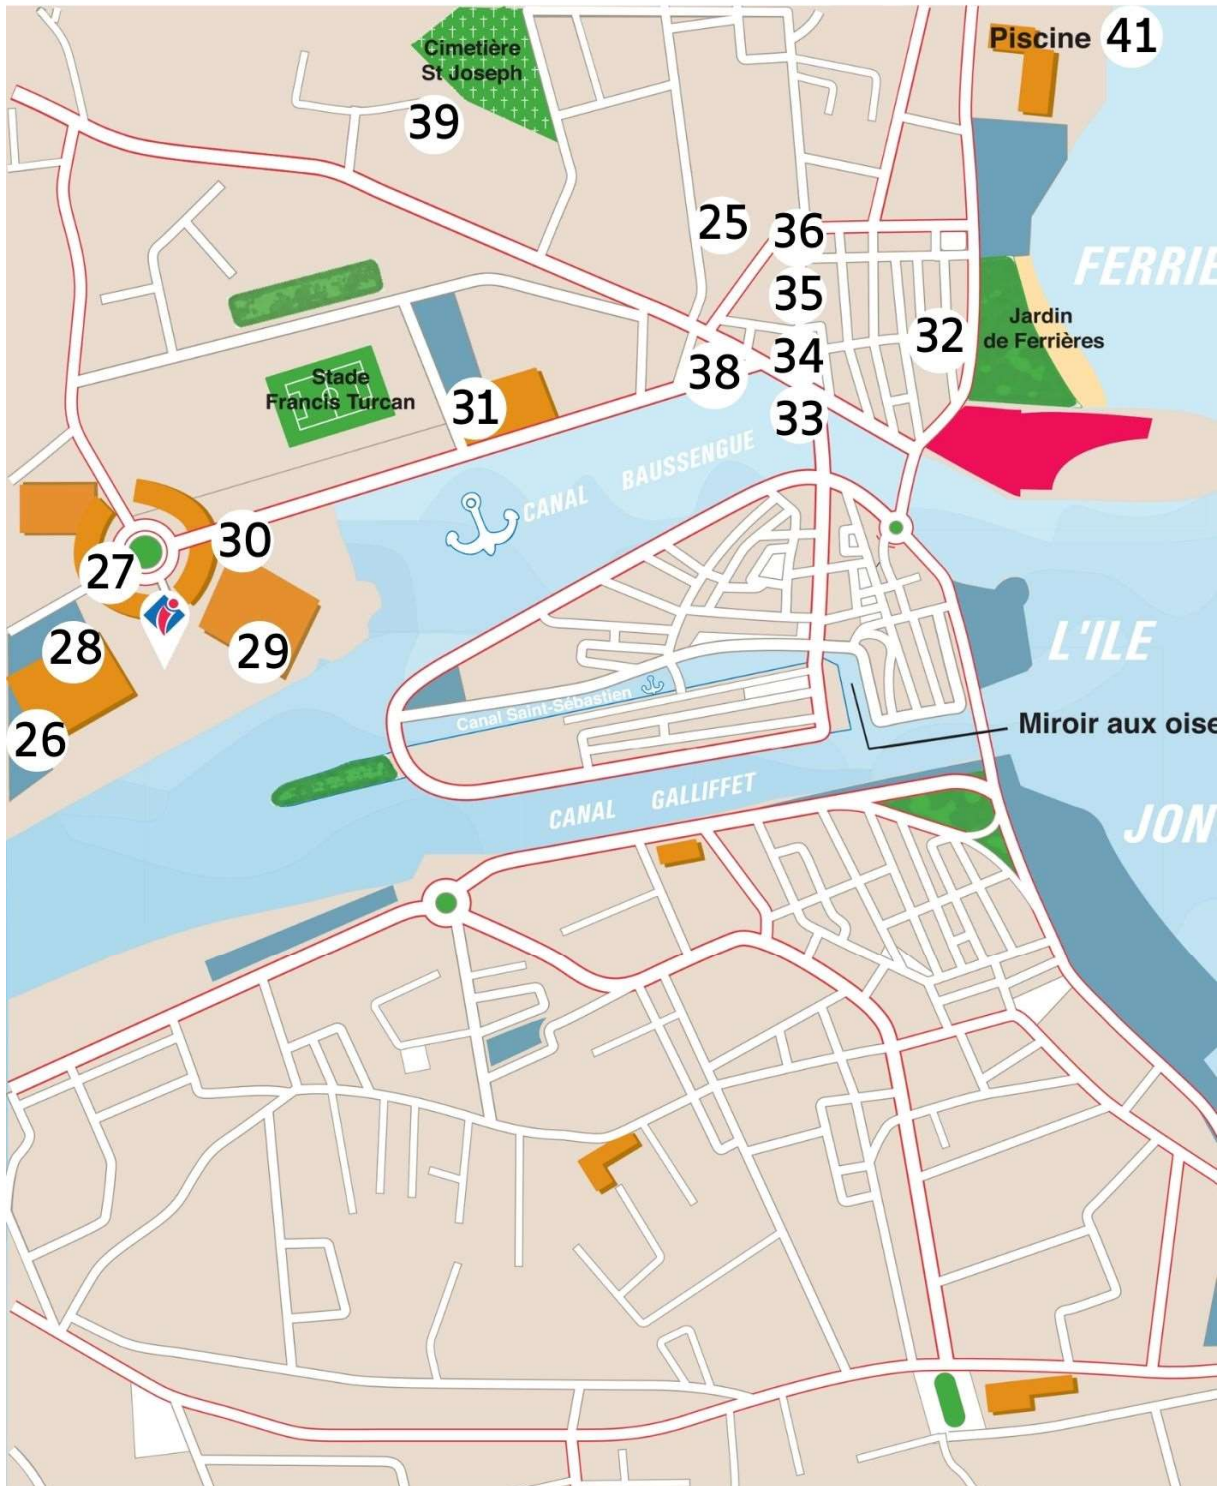 Piscine 41
Cimetière
St Joseph
39
25
36
FERRIE
35
Jardin
de Ferrières
32
34
38
Stade
Francis Turcan
31
33
CANAL BAUSSENGUE
30
27
28
29
L'ILE
Canal Saint-Sébastien
26
Miroir aux oise
CANAL GALLIFFET
JON